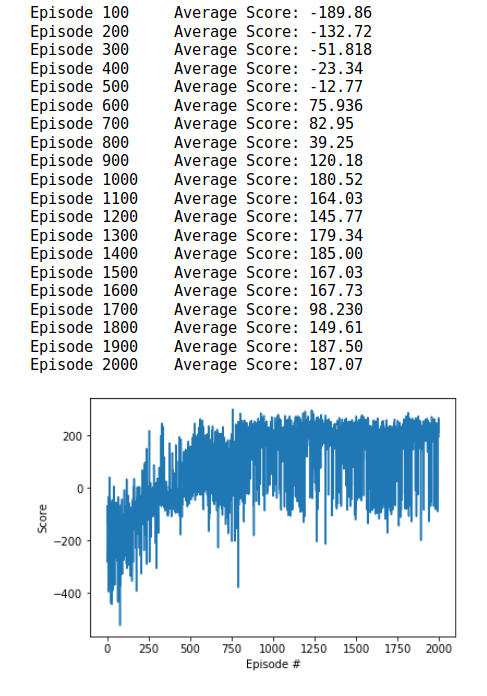 Episode 100 Average Score: -189.86
Episode 200 Average Score: -132.72
Episode 300 Average Score: -51.818
Episode 400 Average Score: -23.34
Episode 500 Average Score: -12.77
Episode 600 Average Score: 75.936
Episode 700 Average Score: 82.95
Episode 800 Average Score: 39.25
Episode 900 Average Score: 120.18
Episode 1000 Average Score: 180.52
Episode 1100 Average Score: 164.03
Episode 1200 Average Score: 145.77
Episode 1300 Average Score: 179.34
Episode 1400 Average Score: 185.00
Episode 1500 Average Score: 167.03
Episode 1600 Average Score: 167.73
Episode 1700 Average Score: 98.230
Episode 1800 Average Score: 149.61
Episode 1900 Average Score: 187.50
Episode 2000 Average Score: 187.07
200
0
−200
−400
Score
0 250 500 750 1000 1250 1500 1750 2000
Episode #